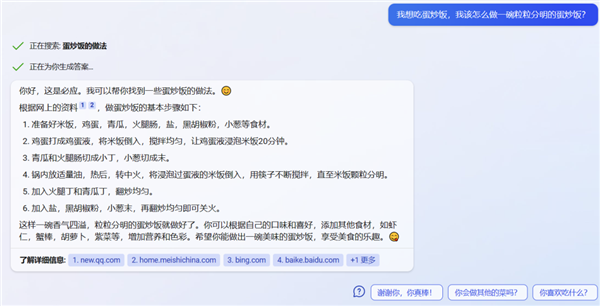 我想吃蛋炒饭，我该怎么做一碗粒粒分明的蛋炒饭？
正在搜索: 蛋炒饭的做法
正在为你生成答案...
你好，这是必应。我可以帮你找到一些蛋炒饭的做法。😄
根据网上的资料1 2，做蛋炒饭的基本步骤如下：
1. 准备好米饭，鸡蛋，青瓜，火腿肠，盐，黑胡椒粉，小葱等食材。
2. 鸡蛋打成鸡蛋液，将米饭倒入，搅拌均匀，让鸡蛋液浸泡米饭20分钟。
3. 青瓜和火腿肠切成小丁，小葱切成末。
4. 锅内放适量油，热后，转中火，将浸泡过蛋液的米饭倒入，用筷子不断搅拌，直至米饭颗粒分明。
5. 加入火腿丁和青瓜丁，翻炒均匀。
6. 加入盐，黑胡椒粉，小葱末，再翻炒均匀即可关火。
这样一碗香气四溢，粒粒分明的蛋炒饭就做好了。你可以根据自己的口味和喜好，添加其他食材，如虾
仁，蟹棒，胡萝卜，紫菜等，增加营养和色彩。希望你能做出一碗美味的蛋炒饭，享受美食的乐趣。😋
了解详细信息: 1. new.qq.com 2. home.meishichina.com 3. bing.com 4. baike.baidu.com +1 更多
谢谢你，你真棒！ 你会做其他的菜吗？ 你喜欢吃什么？